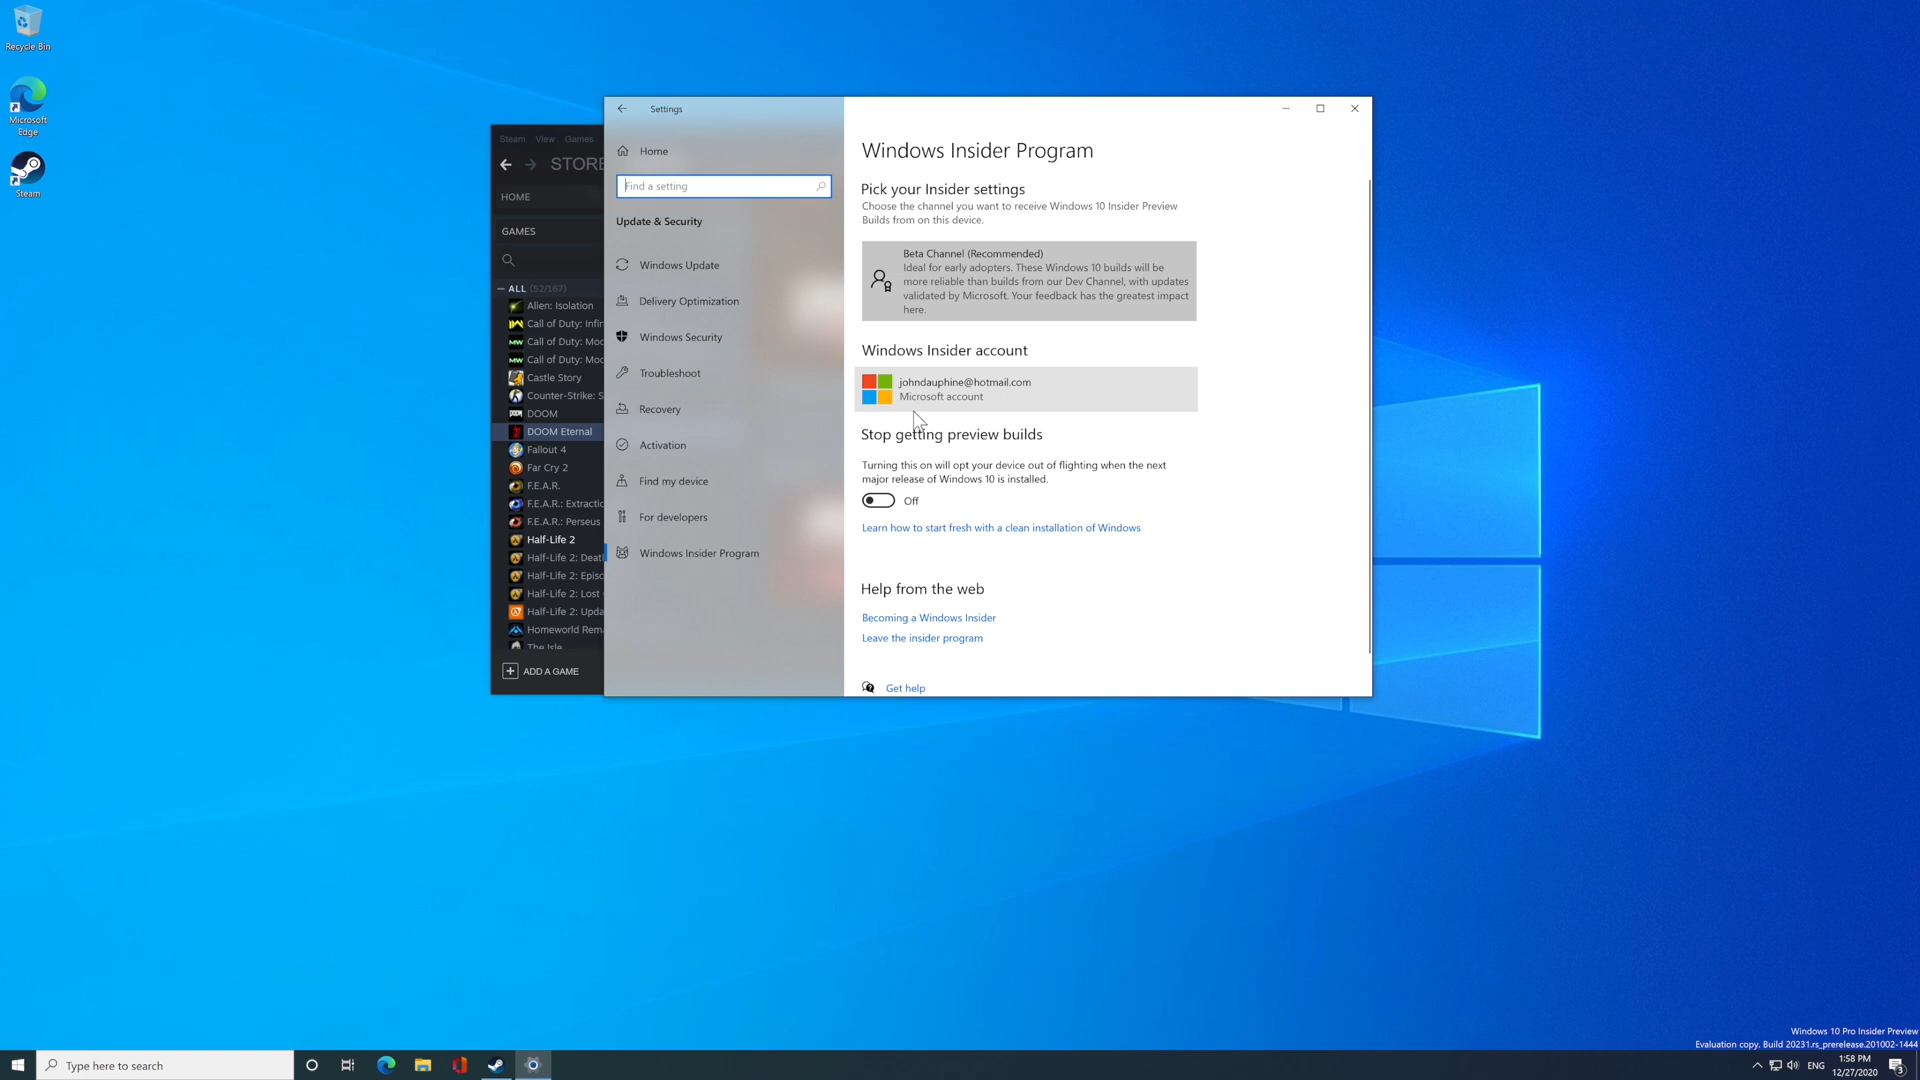 Recycle Bin
Microsoft
Edge
Steam
Steam View Games
STORE
HOME
GAMES
ALL (52/167)
Alien: Isolation
Call of Duty: Infin
Call of Duty: Mod
Call of Duty: Mod
Castle Story
Counter-Strike: S
DOOM
DOOM Eternal
Fallout 4
Far Cry 2
F.E.A.R.
F.E.A.R.: Extractio
F.E.A.R.: Perseus
Half-Life 2
Half-Life 2: Deat
Half-Life 2: Episo
Half-Life 2: Lost
Half-Life 2: Upda
Homeworld Rema
The Isle
ADD A GAME
Settings
Home
Find a setting
Update & Security
Windows Update
Delivery Optimization
Windows Security
Troubleshoot
Recovery
Activation
Find my device
For developers
Windows Insider Program
Windows Insider Program
Pick your Insider settings
Choose the channel you want to receive Windows 10 Insider Preview
Builds from on this device.
Beta Channel (Recommended)
Ideal for early adopters. These Windows 10 builds will be
more reliable than builds from our Dev Channel, with updates
validated by Microsoft. Your feedback has the greatest impact
here.
Windows Insider account
johndauphine@hotmail.com
Microsoft account
Stop getting preview builds
Turning this on will opt your device out of flighting when the next
major release of Windows 10 is installed.
Off
Learn how to start fresh with a clean installation of Windows
Help from the web
Becoming a Windows Insider
Leave the insider program
Get help
Windows 10 Pro Insider Preview
Evaluation copy. Build 20231.rs_prerelease.201002-1444
Type here to search
ENG
1:58 PM
12/27/2020
3